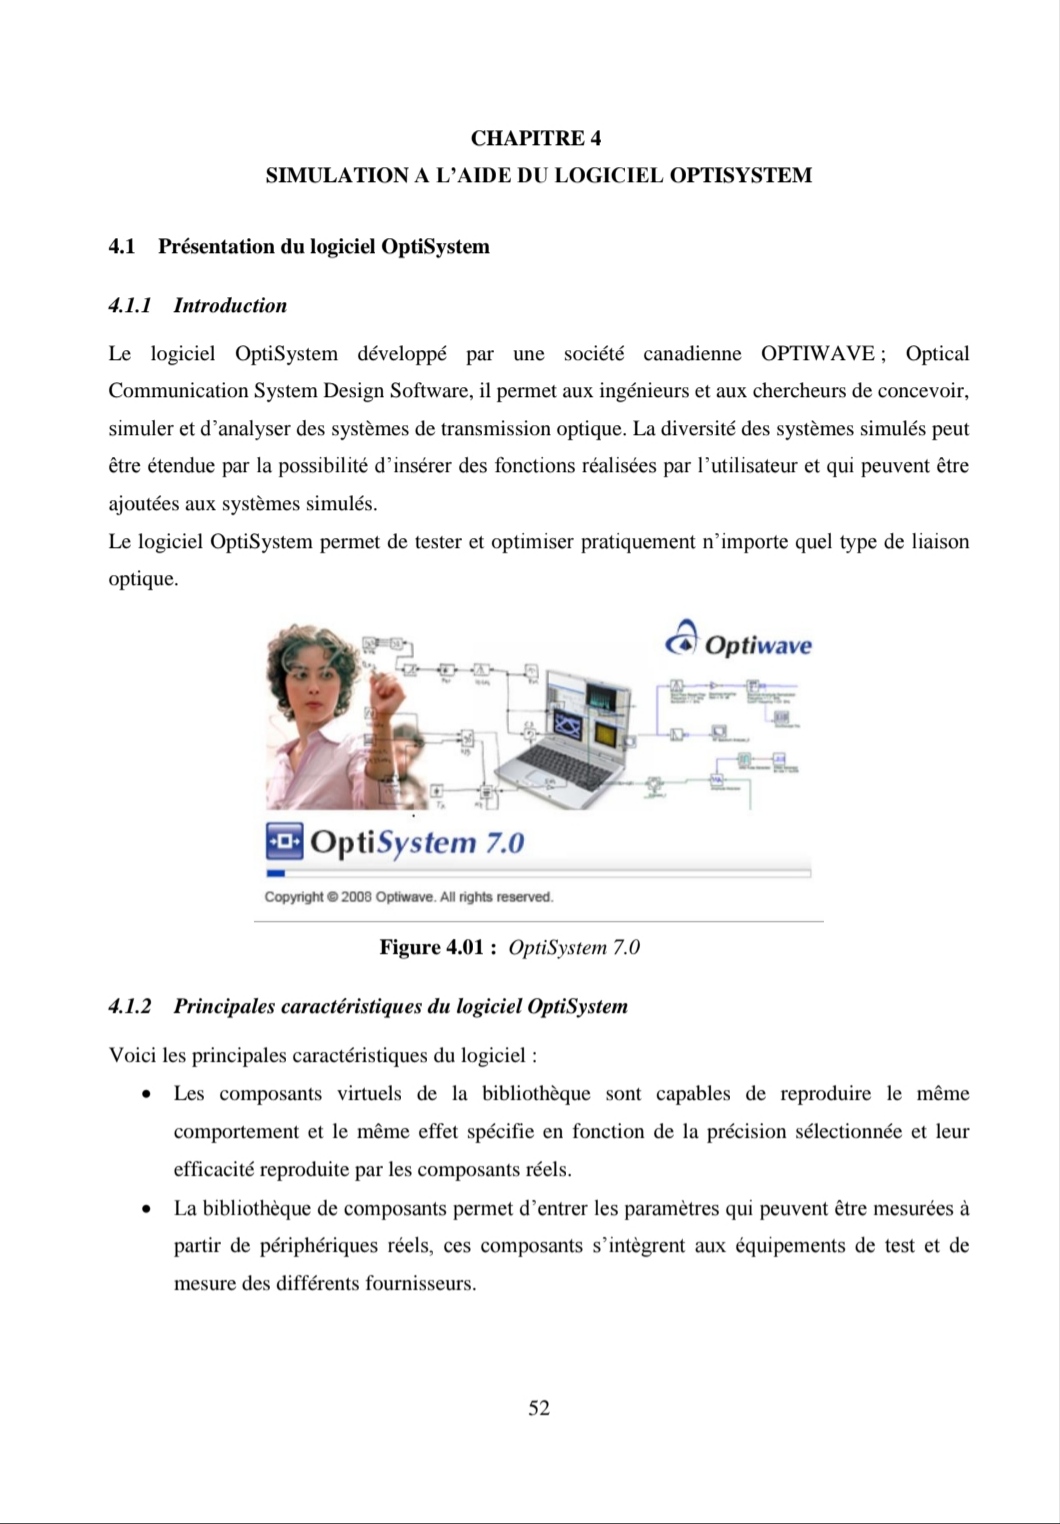 CHAPITRE 4
SIMULATION A L’AIDE DU LOGICIEL OPTISYSTEM
4.1 Présentation du logiciel OptiSystem
4.1.1 Introduction
Le logiciel OptiSystem développé par une société canadienne OPTIWAVE ; Optical
Communication System Design Software, il permet aux ingénieurs et aux chercheurs de concevoir,
simuler et d’analyser des systèmes de transmission optique. La diversité des systèmes simulés peut
être étendue par la possibilité d’insérer des fonctions réalisées par l’utilisateur et qui peuvent être
ajoutées aux systèmes simulés.
Le logiciel OptiSystem permet de tester et optimiser pratiquement n’importe quel type de liaison
optique.
Optiwave
OptiSystem 7.0
Copyright © 2008 Optiwave. All rights reserved.
Figure 4.01 : OptiSystem 7.0
4.1.2 Principales caractéristiques du logiciel OptiSystem
Voici les principales caractéristiques du logiciel :
• Les composants virtuels de la bibliothèque sont capables de reproduire le même
comportement et le même effet spécifie en fonction de la précision sélectionnée et leur
efficacité reproduite par les composants réels.
• La bibliothèque de composants permet d’entrer les paramètres qui peuvent être mesurées à
partir de périphériques réels, ces composants s’intègrent aux équipements de test et de
mesure des différents fournisseurs.
52